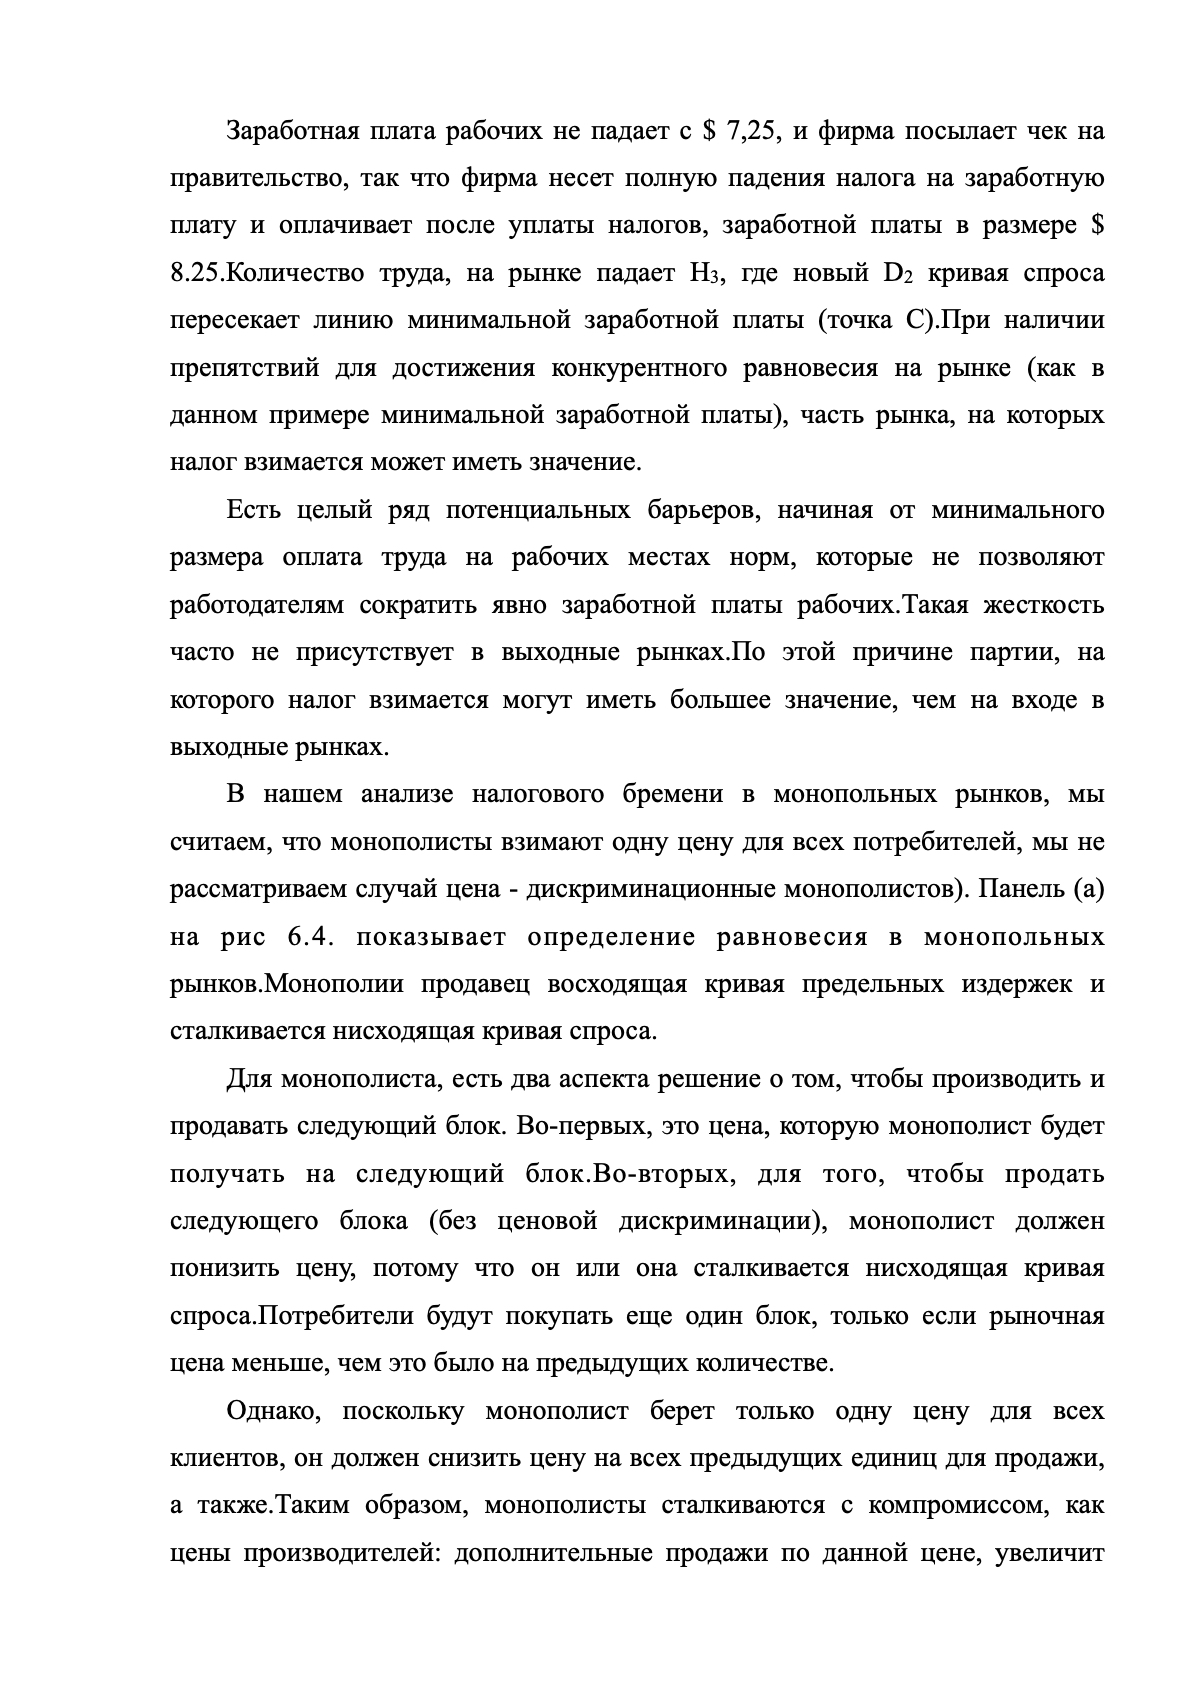 Заработная плата рабочих не падает с $ 7,25, и фирма посылает чек на
правительство, так что фирма несет полную падения налога на заработную
плату и оплачивает после уплаты налогов, заработной платы в размере $
8.25.Количество труда, на рынке падает H₃, где новый D₂ кривая спроса
пересекает линию минимальной заработной платы (точка С).При наличии
препятствий для достижения конкурентного равновесия на рынке (как в
данном примере минимальной заработной платы), часть рынка, на которых
налог взимается может иметь значение.
Есть целый ряд потенциальных барьеров, начиная от минимального
размера оплата труда на рабочих местах норм, которые не позволяют
работодателям сократить явно заработной платы рабочих.Такая жесткость
часто не присутствует в выходные рынках.По этой причине партии, на
которого налог взимается могут иметь большее значение, чем на входе в
выходные рынках.
В нашем анализе налогового бремени в монопольных рынков, мы
считаем, что монополисты взимают одну цену для всех потребителей, мы не
рассматриваем случай цена - дискриминационные монополистов). Панель (а)
на рис 6.4. показывает определение равновесия в монопольных
рынков.Монополии продавец восходящая кривая предельных издержек и
сталкивается нисходящая кривая спроса.
Для монополиста, есть два аспекта решение о том, чтобы производить и
продавать следующий блок. Во-первых, это цена, которую монополист будет
получать на следующий блок.Во-вторых, для того, чтобы продать
следующего блока (без ценовой дискриминации), монополист должен
понизить цену, потому что он или она сталкивается нисходящая кривая
спроса.Потребители будут покупать еще один блок, только если рыночная
цена меньше, чем это было на предыдущих количестве.
Однако, поскольку монополист берет только одну цену для всех
клиентов, он должен снизить цену на всех предыдущих единиц для продажи,
а также.Таким образом, монополисты сталкиваются с компромиссом, как
цены производителей: дополнительные продажи по данной цене, увеличит